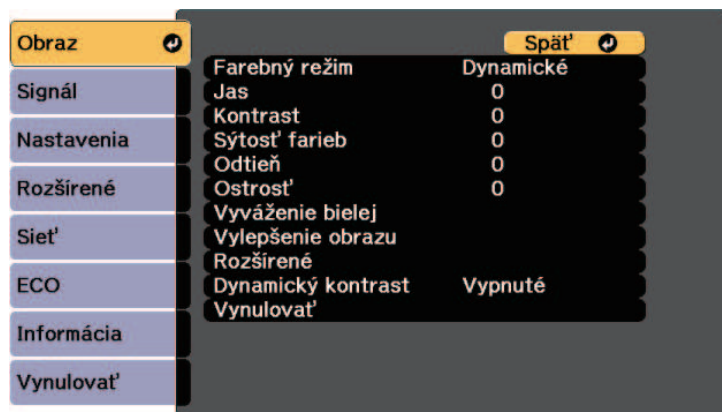 Obraz
Signál
Nastavenia
Rozšírené
Sieť
ECO
Informácia
Vynulovať
Späť
Farebný režim Dynamické
Jas 0
Kontrast 0
Sýtosť farieb 0
Odtieň 0
Ostrosť 0
Vyváženie bielej
Vylepšenie obrazu
Rozšírené
Dynamický kontrast Vypnuté
Vynulovať